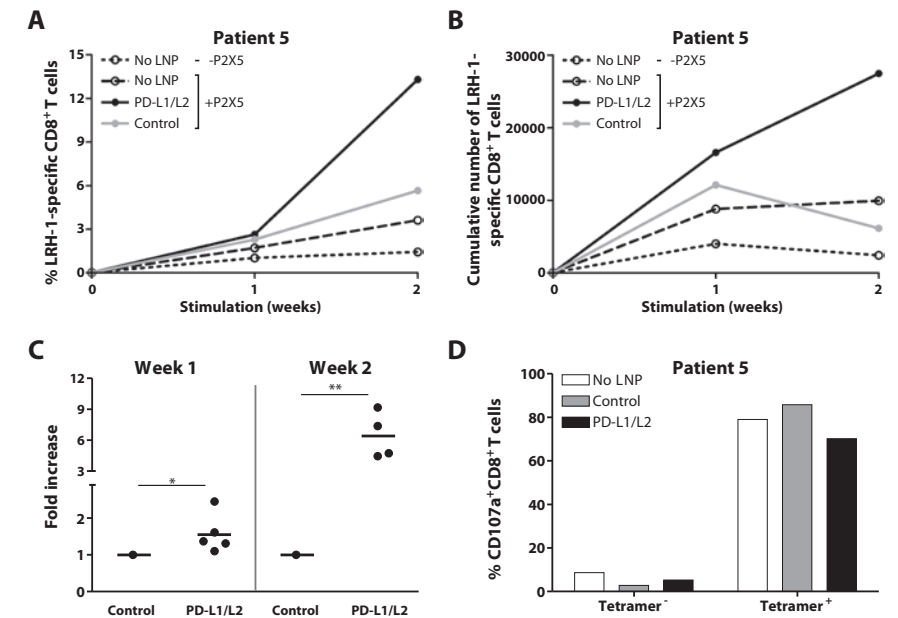 A
Patient 5
% LRH-1-specific CD8+ T cells
15
12
9
6
3
0
No LNP - -P2X5
No LNP
PD-L1/L2
Control
+P2X5
0 1 2
Stimulation (weeks)
B
Patient 5
Cumulative number of LRH-1-
specific CD8+ T cells
30000
20000
10000
0
No LNP - -P2X5
No LNP
PD-L1/L2
Control
+P2X5
0 1 2
Stimulation (weeks)
C
Week 1 Week 2
Fold increase
12
9
6
3
2
1
0
*
**
Control PD-L1/L2 Control PD-L1/L2
D
Patient 5
% CD107a+CD8+ T cells
100
80
60
40
20
0
No LNP
Control
PD-L1/L2
Tetramer- Tetramer+